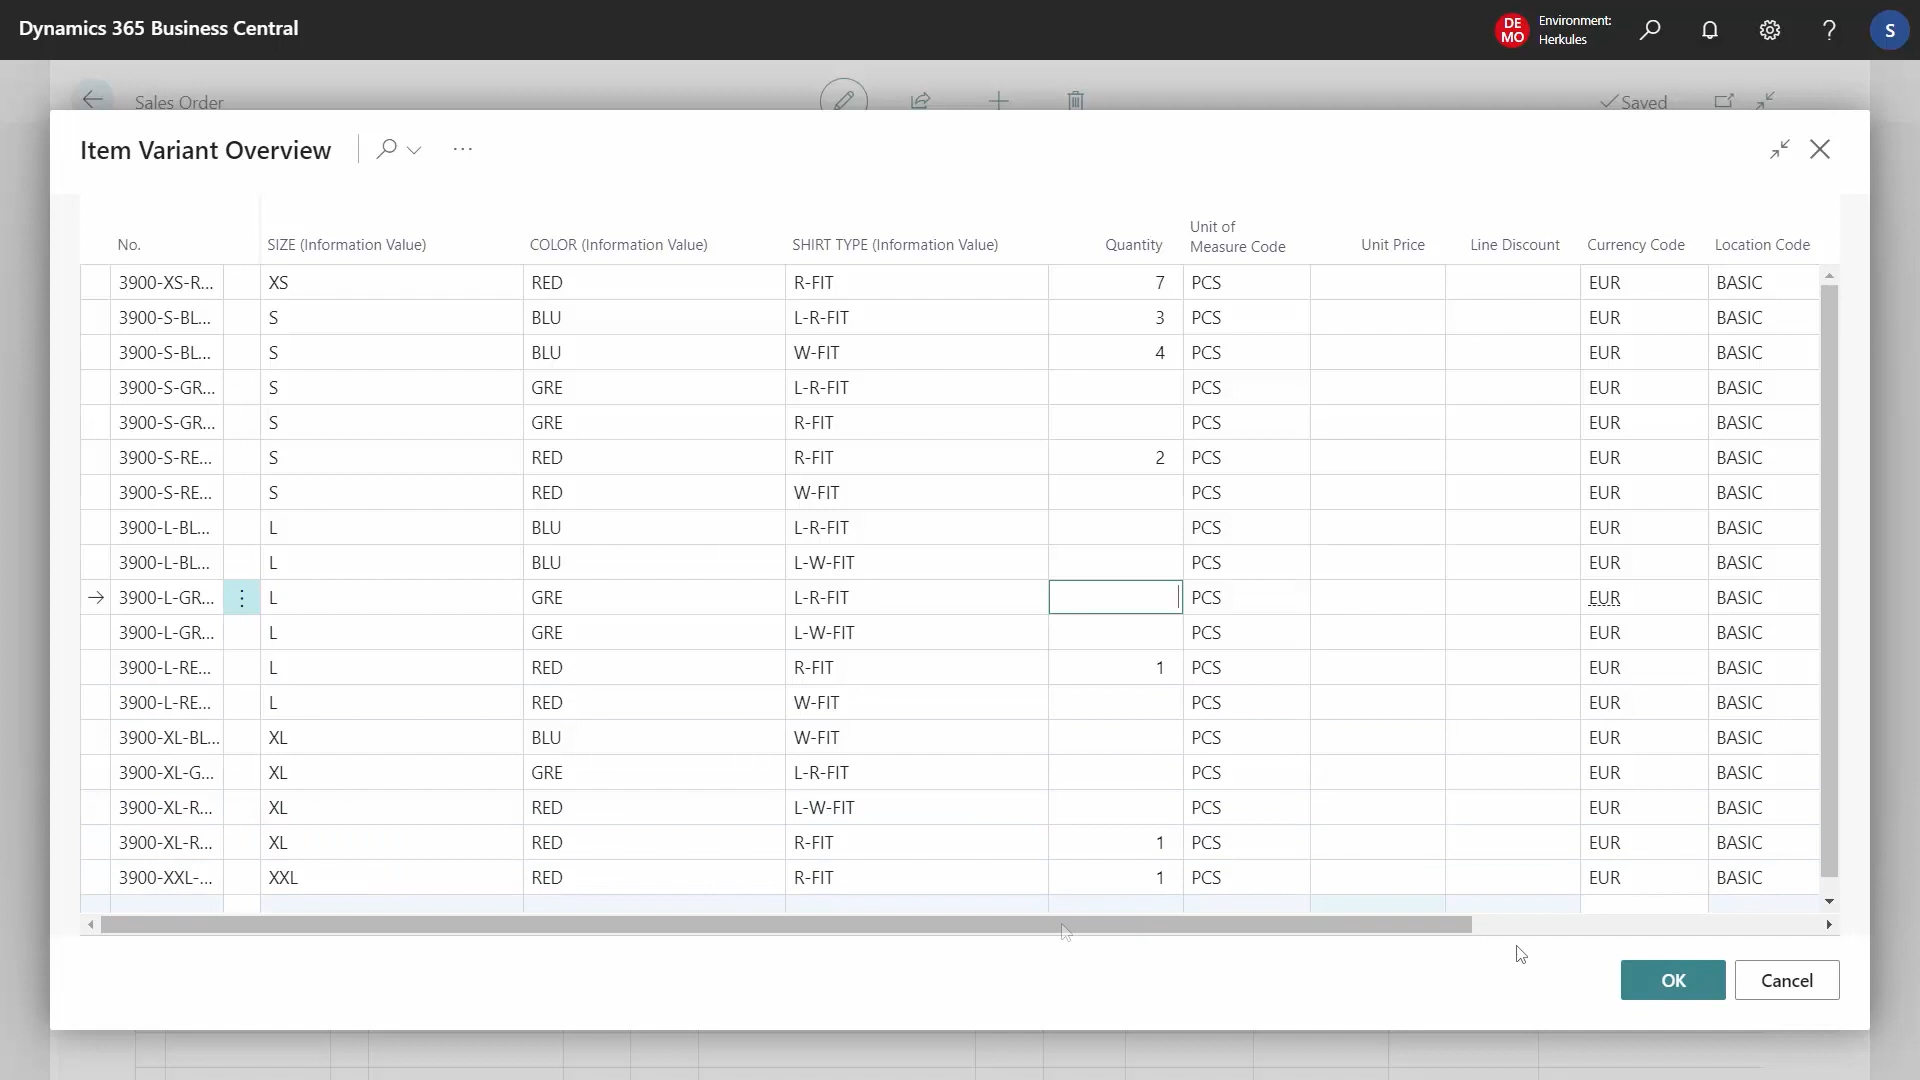 Dynamics 365 Business Central
DE
MO
Environment:
Herkules
?
S
Sales Order
Saved
Item Variant Overview
No. SIZE (Information Value) COLOR (Information Value) SHIRT TYPE (Information Value) Quantity Unit of Measure Code Unit Price Line Discount Currency Code Location Code
3900-XS-R... XS RED R-FIT 7 PCS EUR BASIC
3900-S-BL... S BLU L-R-FIT 3 PCS EUR BASIC
3900-S-BL... S BLU W-FIT 4 PCS EUR BASIC
3900-S-GR... S GRE L-R-FIT PCS EUR BASIC
3900-S-GR... S GRE R-FIT PCS EUR BASIC
3900-S-RE... S RED R-FIT 2 PCS EUR BASIC
3900-S-RE... S RED W-FIT PCS EUR BASIC
3900-L-BL... L BLU L-R-FIT PCS EUR BASIC
3900-L-BL... L BLU L-W-FIT PCS EUR BASIC
3900-L-GR... L GRE L-R-FIT PCS EUR BASIC
3900-L-GR... L GRE L-W-FIT PCS EUR BASIC
3900-L-RE... L RED R-FIT 1 PCS EUR BASIC
3900-L-RE... L RED W-FIT PCS EUR BASIC
3900-XL-BL... XL BLU W-FIT PCS EUR BASIC
3900-XL-G... XL GRE L-R-FIT PCS EUR BASIC
3900-XL-R... XL RED L-W-FIT PCS EUR BASIC
3900-XL-R... XL RED R-FIT 1 PCS EUR BASIC
3900-XXL-... XXL RED R-FIT 1 PCS EUR BASIC
OK Cancel